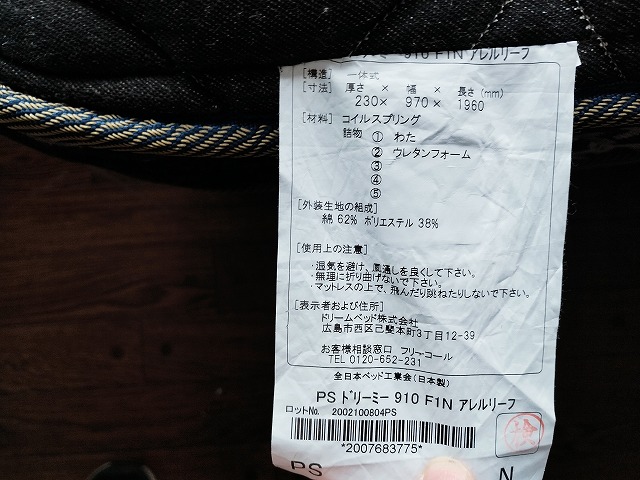 PS ドリーミー 910 F1N アレルリーフ
[構造] 一体式
[寸法] 厚さ × 幅 × 長さ(mm)
230× 970× 1960
[材料] コイルスプリング
詰物 ① わた
② ウレタンフォーム
③
④
⑤
[外装生地の組成]
綿 62% ポリエステル 38%
[使用上の注意]
・湿気を避け、風通しを良くして下さい。
・無理に折り曲げないで下さい。
・マットレスの上で、飛んだり跳ねたりしないで下さい。
[表示者および住所]
ドリームベッド株式会社
広島市西区己斐本町3丁目12-39
お客様相談窓口 フリーコール
TEL 0120-652-231
全日本ベッド工業会(日本製)
PS ドリーミー 910 F1N アレルリーフ
ロットNo. 2002100804PS
*2007683775*
PS N